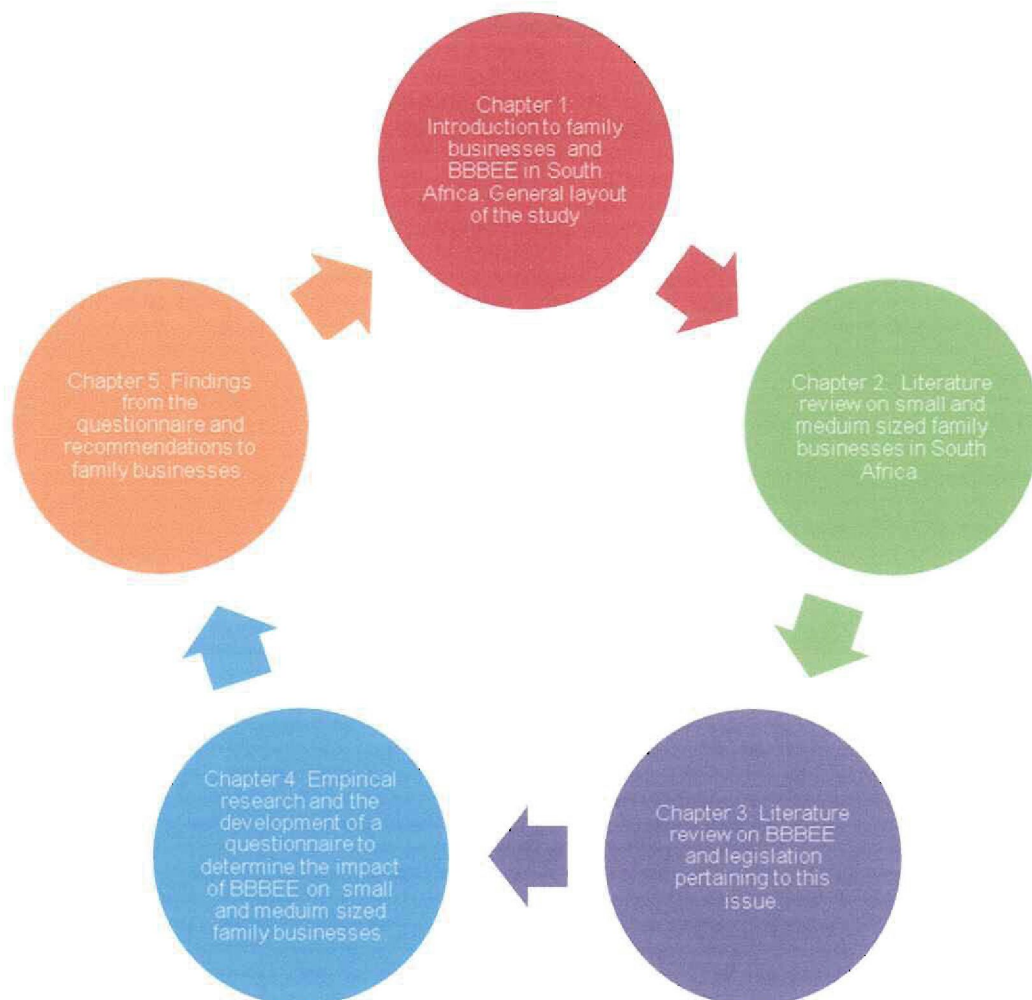 Chapter 1:
Introduction to family
businesses and
BBBEE in South
Africa. General layout
of the study
Chapter 2: Literature
review on small and
meduim sized family
businesses in South
Africa
Chapter 3: Literature
review on BBBEE
and legislation
pertaining to this
issue.
Chapter 4: Empirical
research and the
development of a
questionnaire to
determine the impact
of BBBEE on small
and meduim sized
family businesses.
Chapter 5: Findings
from the
questionnaire and
recommendations to
family businesses.